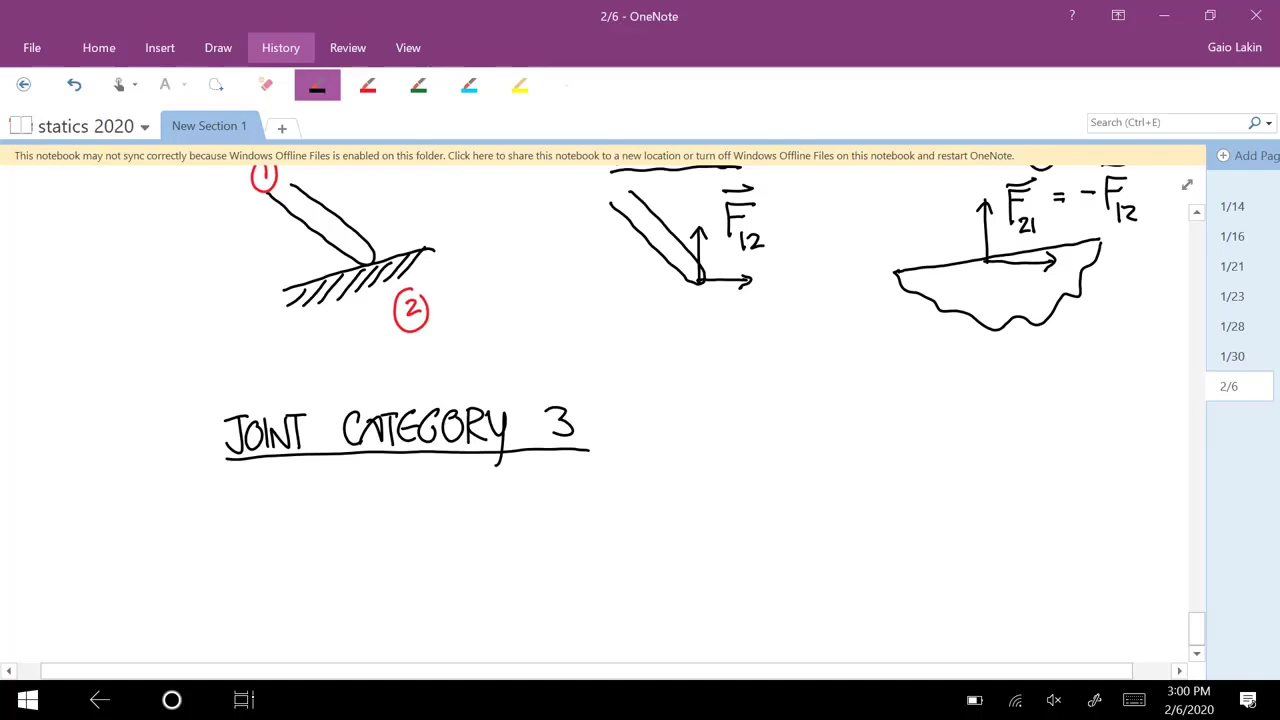 2/6 - OneNote
?
File Home Insert Draw History Review View
Gaio Lakin
A
statics 2020
New Section 1
+
Search (Ctrl+E)
This notebook may not sync correctly because Windows Offline Files is enabled on this folder. Click here to share this notebook to a new location or turn off Windows Offline Files on this notebook and restart OneNote.
Add Pag
1/14
1/16
1/21
1/23
1/28
1/30
2/6
1
2
F12
F21 = - F12
JOINT CATEGORY 3
3:00 PM
2/6/2020